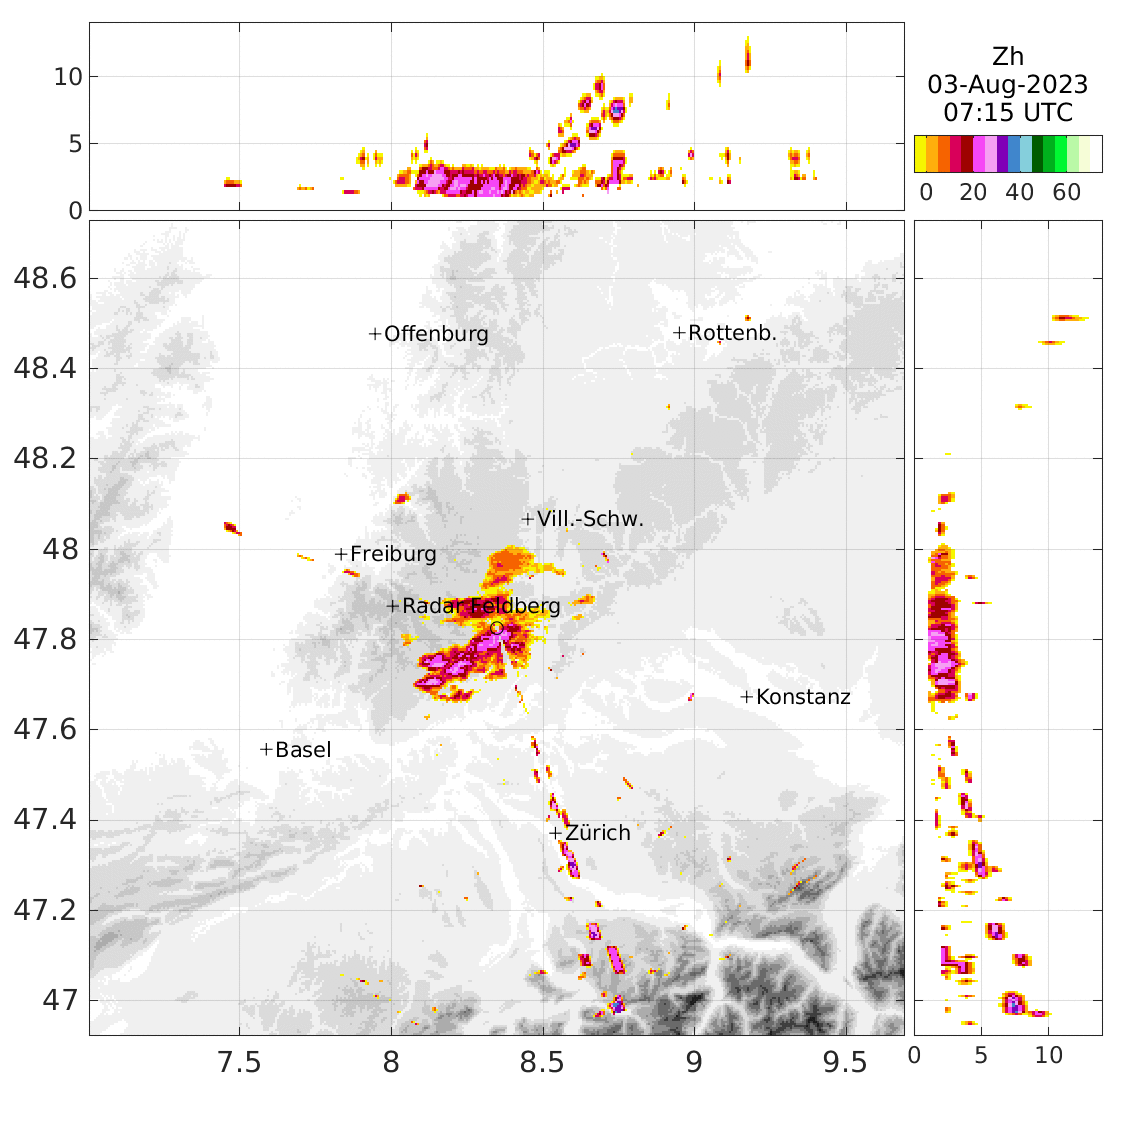 Zh
03-Aug-2023
07:15 UTC
0 20 40 60
10
5
0
48.6
48.4
48.2
48
47.8
47.6
47.4
47.2
47
+Offenburg
+Rottenb.
+Vill.-Schw.
+Freiburg
+Radar Feldberg
+Konstanz
+Basel
+Zürich
7.5 8 8.5 9 9.5
0 5 10